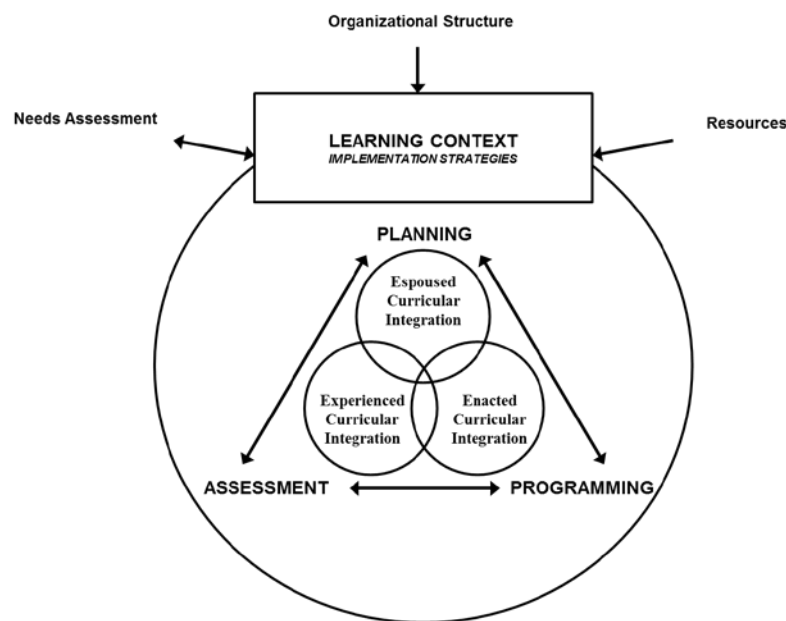 Organizational Structure
Needs Assessment
LEARNING CONTEXT
IMPLEMENTATION STRATEGIES
Resources
PLANNING
Espoused
Curricular
Integration
Experienced
Curricular
Integration
Enacted
Curricular
Integration
ASSESSMENT
PROGRAMMING